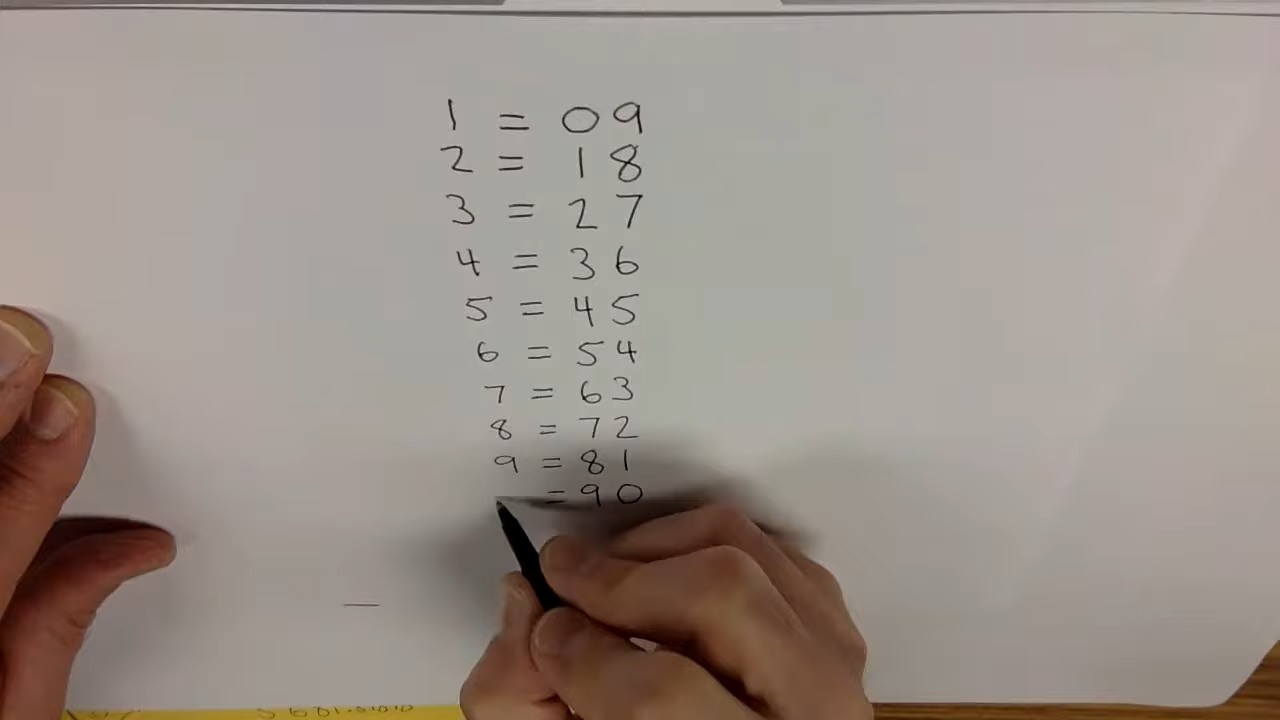 1 = 09
2 = 18
3 = 27
4 = 36
5 = 45
6 = 54
7 = 63
8 = 72
9 = 81
= 90